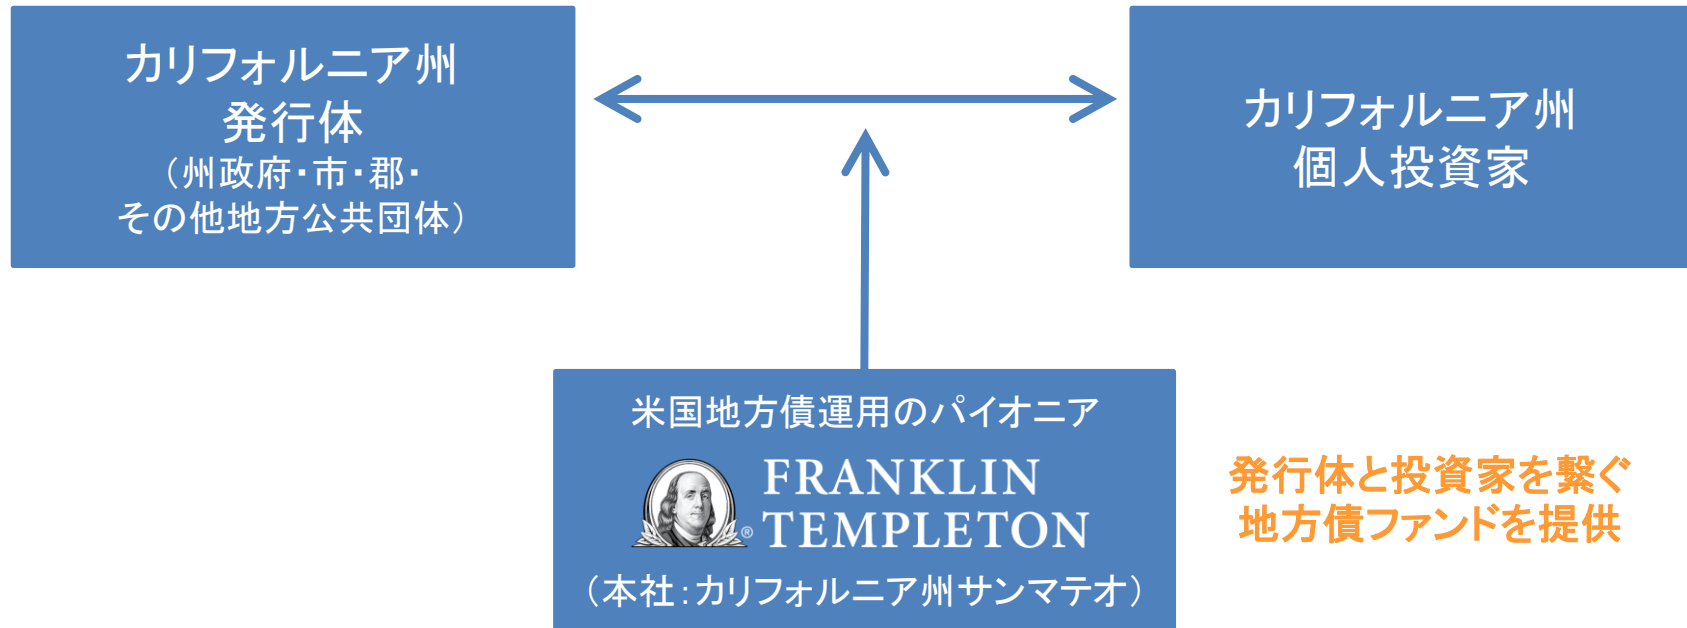 カリフォルニア州
発行体
（州政府・市・郡・
その他地方公共団体）
カリフォルニア州
個人投資家
米国地方債運用のパイオニア
FRANKLIN
TEMPLETON
®
（本社：カリフォルニア州サンマテオ）
発行体と投資家を繋ぐ
地方債ファンドを提供